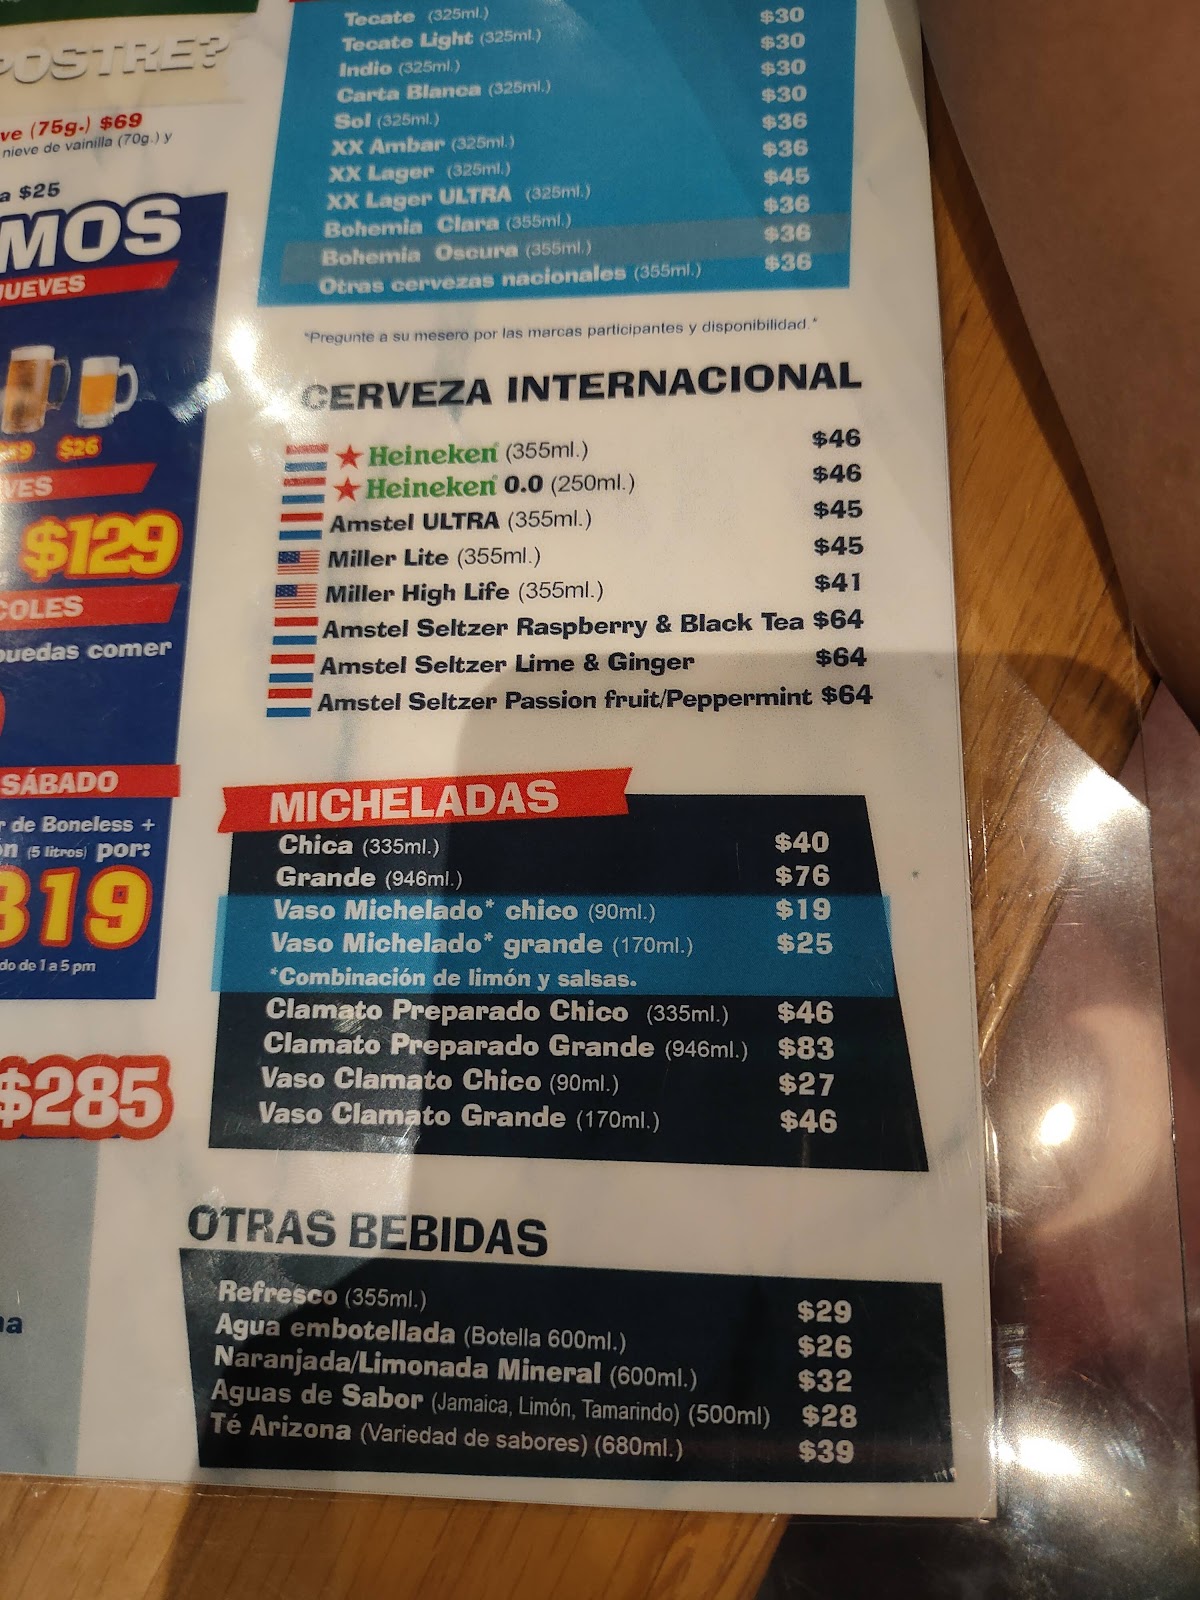 POSTRE?
ve (75g.) $69
nieve de vainilla (70g.) y
a $25
MOS
JUEVES
$26
VES
$129
COLES
puedas comer
SÁBADO
r de Boneless +
n (5 litros) por:
319
do de 1 a 5 pm
$285
na
Tecate (325ml.) $30
Tecate Light (325ml.) $30
Indio (325ml.) $30
Carta Blanca (325ml.) $30
Sol (325ml.) $36
XX Ambar (325ml.) $36
XX Lager (325ml.) $45
XX Lager ULTRA (325ml.) $36
Bohemia Clara (355ml.) $36
Bohemia Oscura (355ml.) $36
Otras cervezas nacionales (355ml.)
"Pregunte a su mesero por las marcas participantes y disponibilidad."
CERVEZA INTERNACIONAL
Heineken (355ml.) $46
Heineken 0.0 (250ml.) $46
Amstel ULTRA (355ml.) $45
Miller Lite (355ml.) $45
Miller High Life (355ml.) $41
Amstel Seltzer Raspberry & Black Tea $64
Amstel Seltzer Lime & Ginger $64
Amstel Seltzer Passion fruit/Peppermint $64
MICHELADAS
Chica (335ml.) $40
Grande (946ml.) $76
Vaso Michelado* chico (90ml.) $19
Vaso Michelado* grande (170ml.) $25
*Combinación de limón y salsas.
Clamato Preparado Chico (335ml.) $46
Clamato Preparado Grande (946ml.) $83
Vaso Clamato Chico (90ml.) $27
Vaso Clamato Grande (170ml.) $46
OTRAS BEBIDAS
Refresco (355ml.) $29
Agua embotellada (Botella 600ml.) $26
Naranjada/Limonada Mineral (600ml.) $32
Aguas de Sabor (Jamaica, Limón, Tamarindo) (500ml) $28
Té Arizona (Variedad de sabores) (680ml.) $39